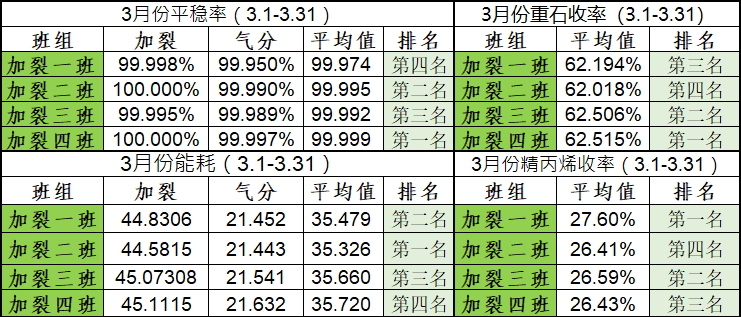 3月份平稳率（3.1-3.31）	3月份重石收率（3.1-3.31）
班组	加裂	气分	平均值	排名	班组	平均值	排名
加裂一班	99.998%	99.950%	99.974	第四名	加裂一班	62.194%	第三名
加裂二班	100.000%	99.990%	99.995	第二名	加裂二班	62.018%	第四名
加裂三班	99.995%	99.989%	99.992	第三名	加裂三班	62.506%	第二名
加裂四班	100.000%	99.997%	99.999	第一名	加裂四班	62.515%	第一名
3月份能耗（3.1-3.31）	3月份精丙烯收率（3.1-3.31）
班组	加裂	气分	平均值	排名	班组	平均值	排名
加裂一班	44.8306	21.452	35.479	第二名	加裂一班	27.60%	第一名
加裂二班	44.5815	21.443	35.326	第一名	加裂二班	26.41%	第四名
加裂三班	45.07308	21.541	35.660	第三名	加裂三班	26.59%	第二名
加裂四班	45.1115	21.632	35.720	第四名	加裂四班	26.43%	第三名